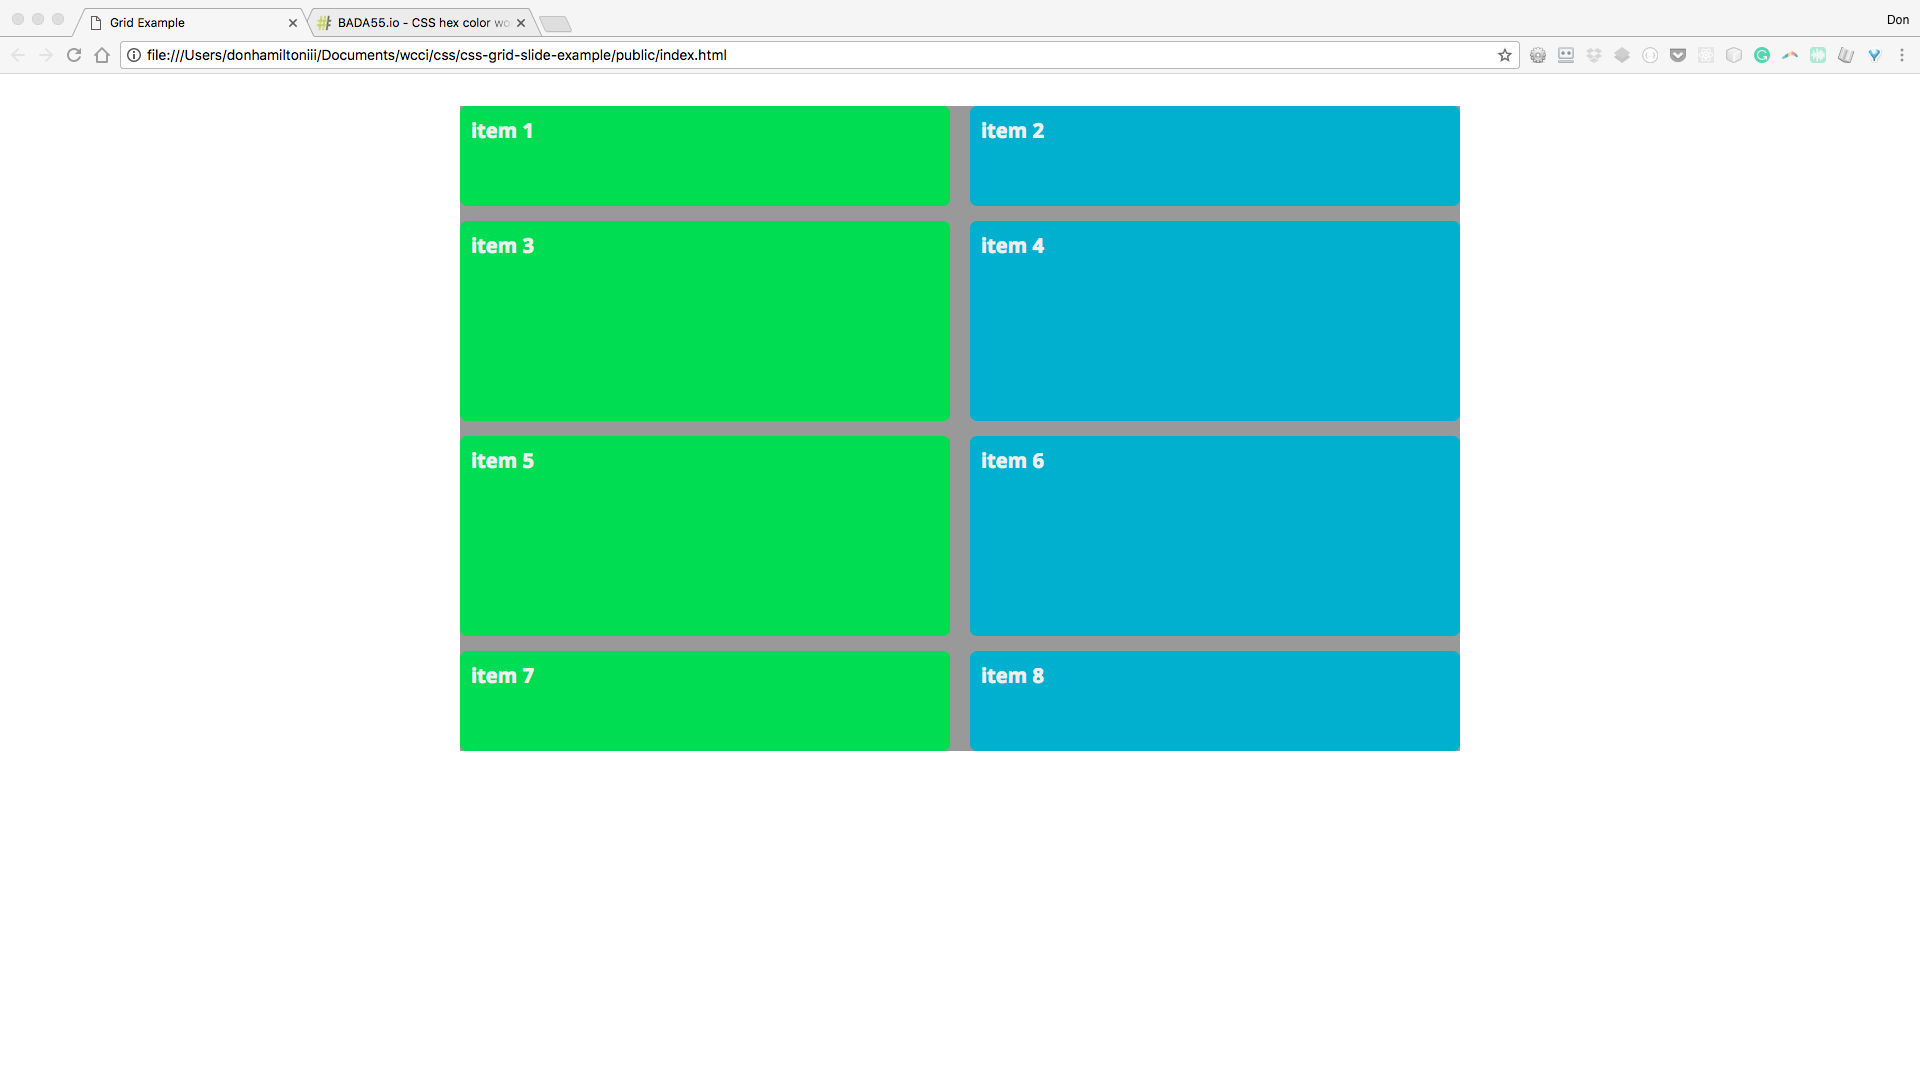 Grid Example
BADA55.io - CSS hex color wo
Don
file:///Users/donhamiltoniii/Documents/wcci/css/css-grid-slide-example/public/index.html
item 1
item 2
item 3
item 4
item 5
item 6
item 7
item 8